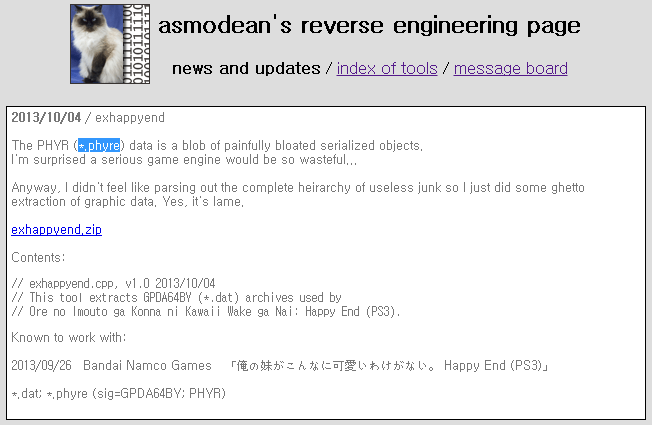 asmodean's reverse engineering page
news and updates / index of tools / message board
2013/10/04 / exhappyend
The PHYR (*.phyre) data is a blob of painfully bloated serialized objects.
I'm surprised a serious game engine would be so wasteful...
Anyway, I didn't feel like parsing out the complete heirarchy of useless junk so I just did some ghetto
extraction of graphic data. Yes, it's lame.
exhappyend.zip
Contents:
// exhappyend.cpp, v1.0 2013/10/04
// This tool extracts GPDA64BY (*.dat) archives used by
// Ore no Imouto ga Konna ni Kawaii Wake ga Nai: Happy End (PS3).
Known to work with:
2013/09/26 Bandai Namco Games 「俺の妹がこんなに可愛いわけがない。 Happy End (PS3)」
*.dat; *.phyre (sig=GPDA64BY; PHYR)